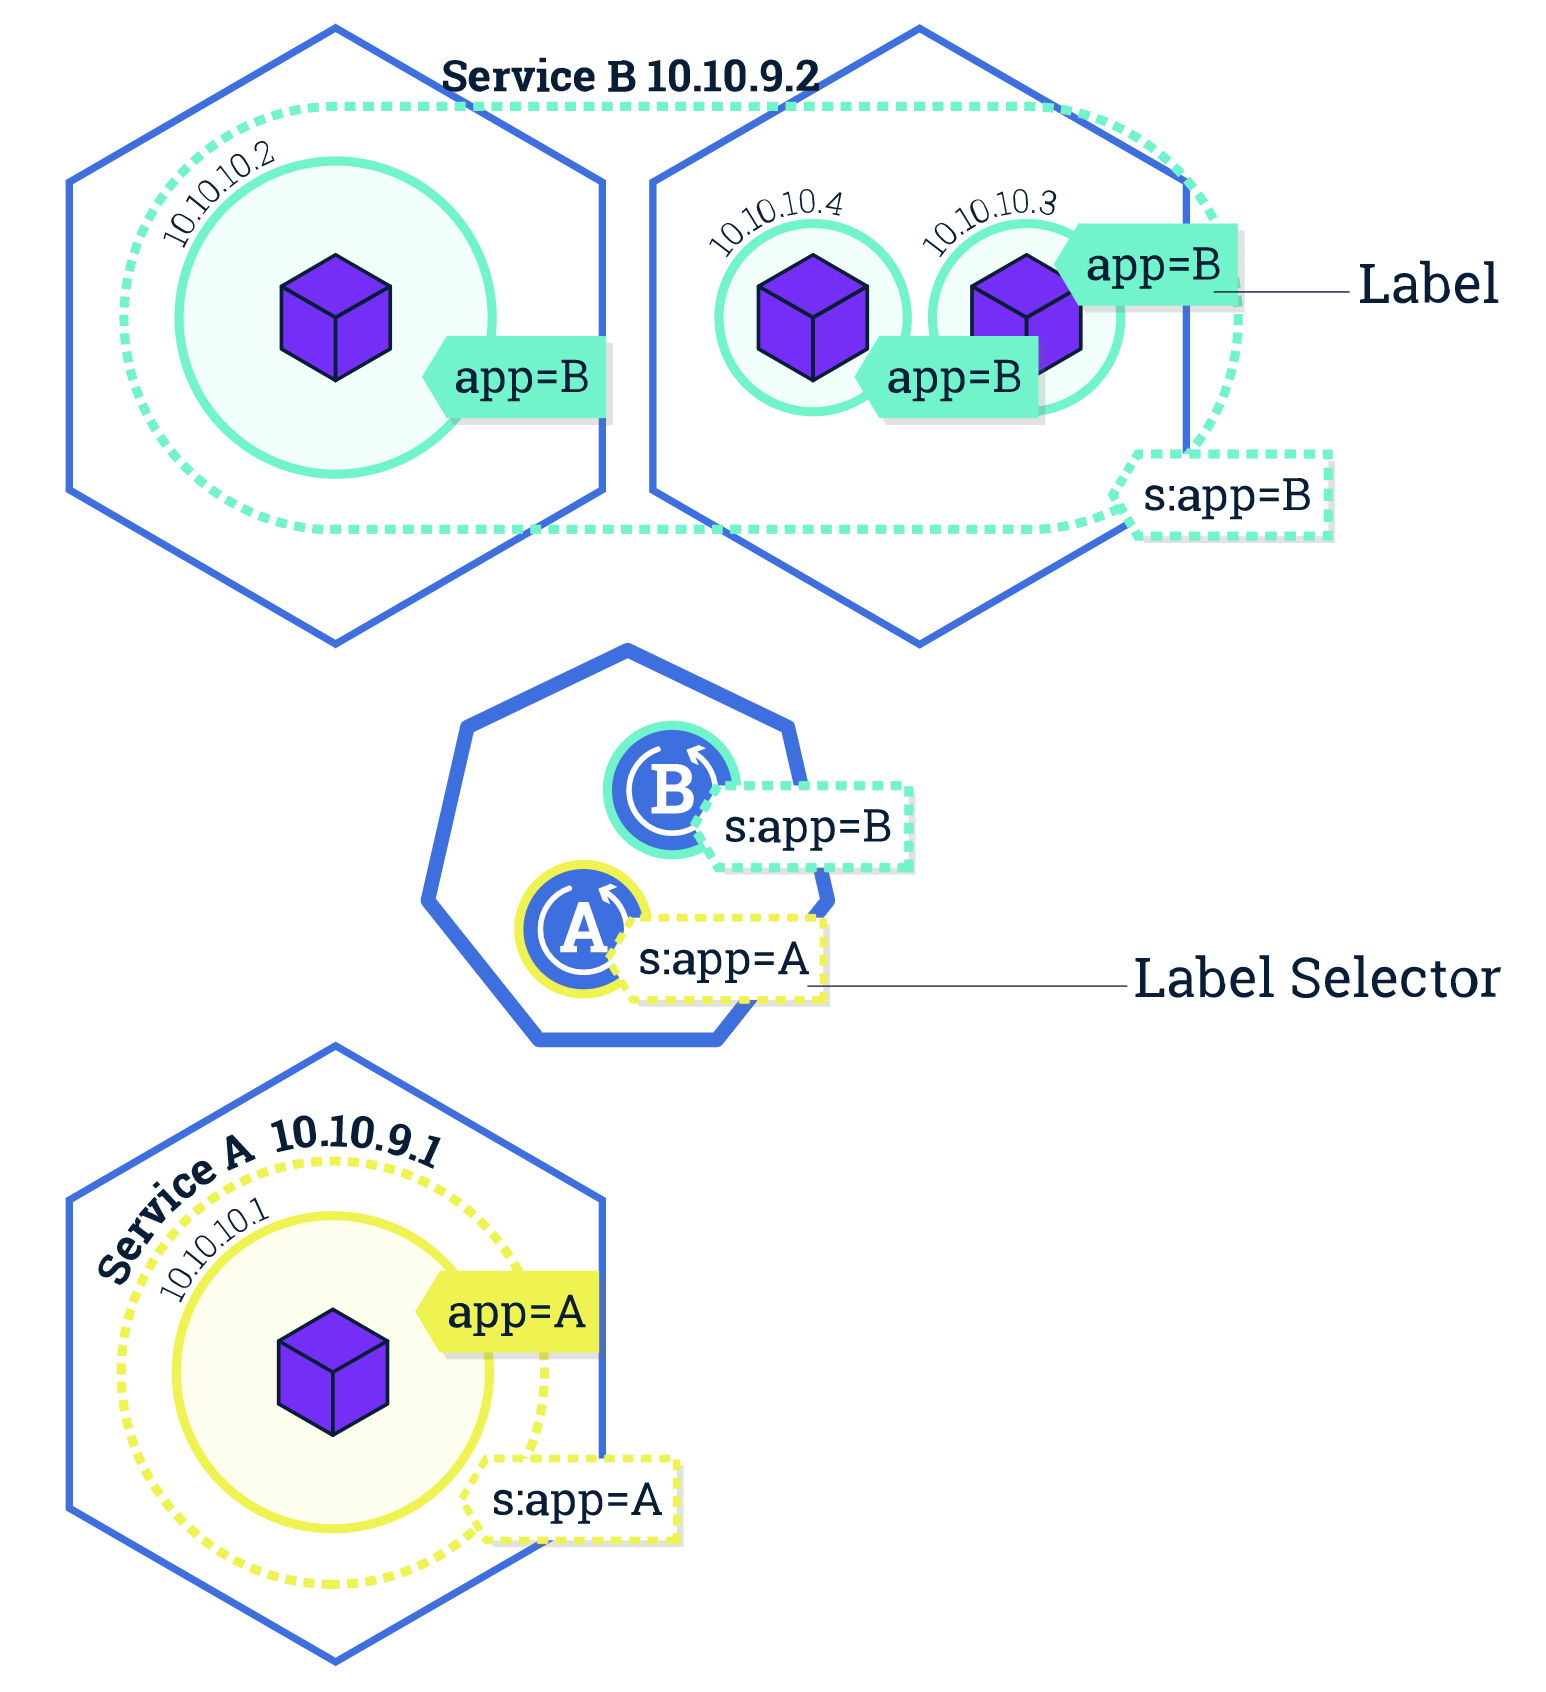 Service B 10.10.9.2
10.10.10.2
10.10.10.4
10.10.10.3
app=B
Label
app=B
app=B
s:app=B
B
s:app=B
A
s:app=A
Label Selector
Service A 10.10.9.1
10.10.10.1
app=A
s:app=A